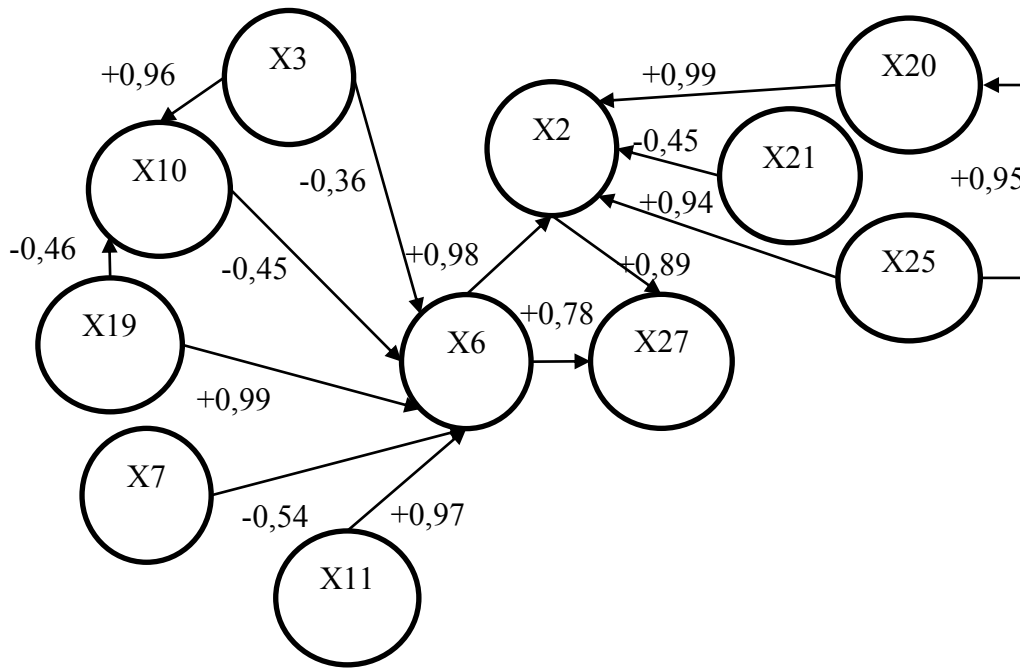 X3
X20
+0,96
+0,99
X2
-0,45
X21
X10
-0,36
+0,95
+0,94
-0,46
-0,45
+0,98
+0,89
X25
X19
+0,78
X6
X27
+0,99
X7
-0,54
+0,97
X11